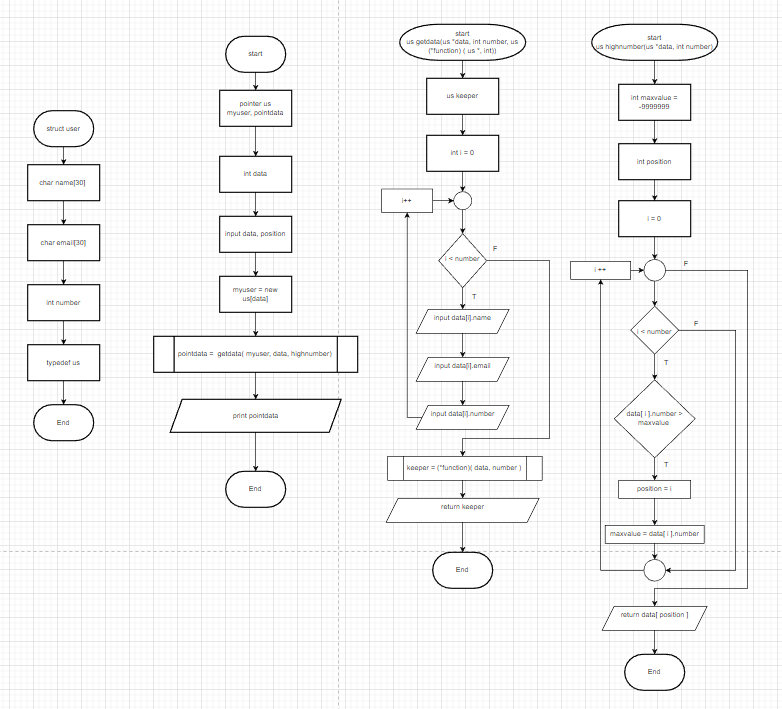 struct user
char name[30]
char email[30]
int number
typedef us
End
start
pointer us
myuser, pointdata
int data
input data, position
myuser = new
us[data]
pointdata = getdata( myuser, data, highnumber)
print pointdata
End
start
us getdata(us *data, int number, us
(*function) ( us *, int))
us keeper
int i = 0
i++
i < number
F
T
input data[i].name
input data[i].email
input data[i].number
keeper = (*function)( data, number )
return keeper
End
start
us highnumber(us *data, int number)
int maxvalue =
-9999999
int position
i = 0
i ++
F
i < number
F
T
data[ i ].number >
maxvalue
T
position = i
maxvalue = data[ i ].number
return data[ position ]
End